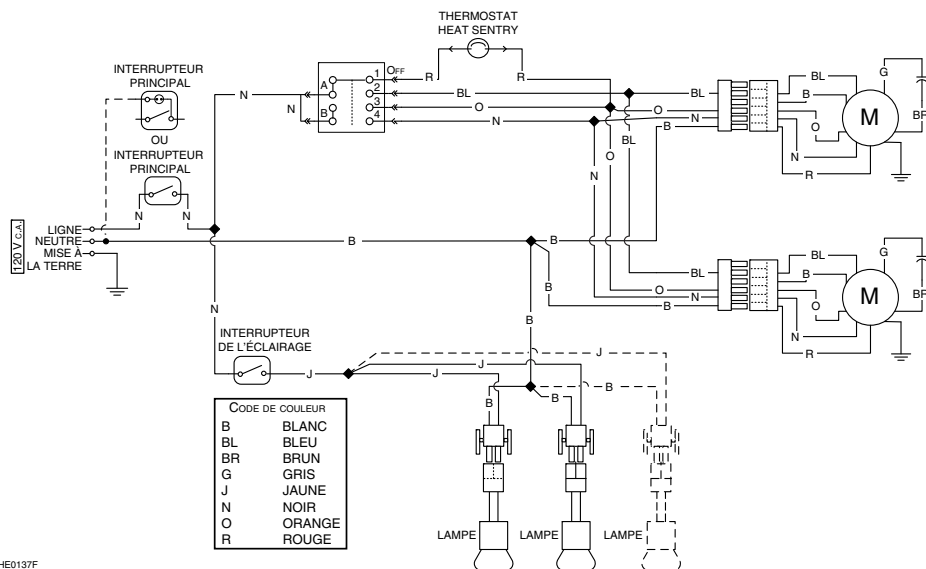 THERMOSTAT
HEAT SENTRY
INTERRUPTEUR
PRINCIPAL
OU
INTERRUPTEUR
PRINCIPAL
N
N
N
N
A
B
1
2
3
4
OFF
R
R
BL
O
N
BL
O
N
BL
O
N
B
BL
B
O
N
R
M
G
BR
120 V C.A.
LIGNE
NEUTRE
MISE À
LA TERRE
B
B
B
B
BL
O
N
B
BL
B
O
N
R
M
G
BR
N
INTERRUPTEUR
DE L'ÉCLAIRAGE
J
J
J
J
B
B
B
CODE DE COULEUR
B BLANC
BL BLEU
BR BRUN
G GRIS
J JAUNE
N NOIR
O ORANGE
R ROUGE
LAMPE
LAMPE
LAMPE
HE0137F